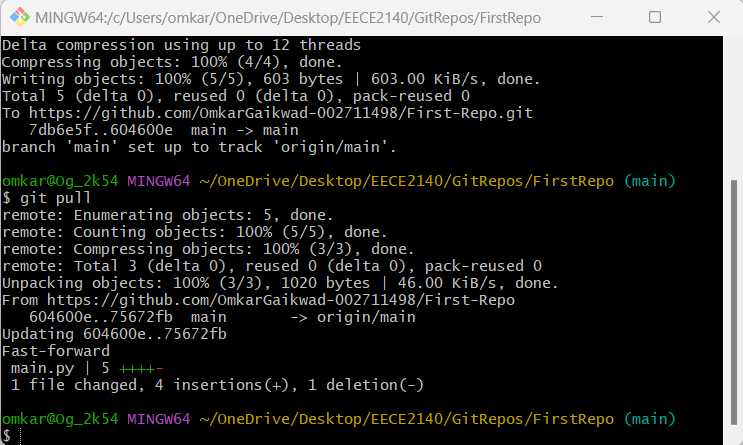 MINGW64:/c/Users/omkar/OneDrive/Desktop/EECE2140/GitRepos/FirstRepo
Delta compression using up to 12 threads
Compressing objects: 100% (4/4), done.
Writing objects: 100% (5/5), 603 bytes | 603.00 KiB/s, done.
Total 5 (delta 0), reused 0 (delta 0), pack-reused 0
To https://github.com/OmkarGaikwad-002711498/First-Repo.git
   7db6e5f..604600e  main -> main
branch 'main' set up to track 'origin/main'.
omkar@Og_2k54 MINGW64 ~/OneDrive/Desktop/EECE2140/GitRepos/FirstRepo (main)
$ git pull
remote: Enumerating objects: 5, done.
remote: Counting objects: 100% (5/5), done.
remote: Compressing objects: 100% (3/3), done.
remote: Total 3 (delta 0), reused 0 (delta 0), pack-reused 0
Unpacking objects: 100% (3/3), 1020 bytes | 46.00 KiB/s, done.
From https://github.com/OmkarGaikwad-002711498/First-Repo
   604600e..75672fb  main       -> origin/main
Updating 604600e..75672fb
Fast-forward
 main.py | 5 ++++-
 1 file changed, 4 insertions(+), 1 deletion(-)
omkar@Og_2k54 MINGW64 ~/OneDrive/Desktop/EECE2140/GitRepos/FirstRepo (main)
$